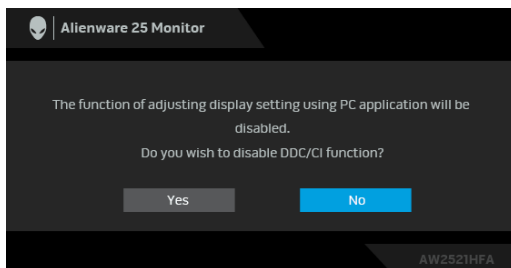 Alienware 25 Monitor
The function of adjusting display setting using PC application will be
disabled.
Do you wish to disable DDC/CI function?
Yes No
AW2521HFA